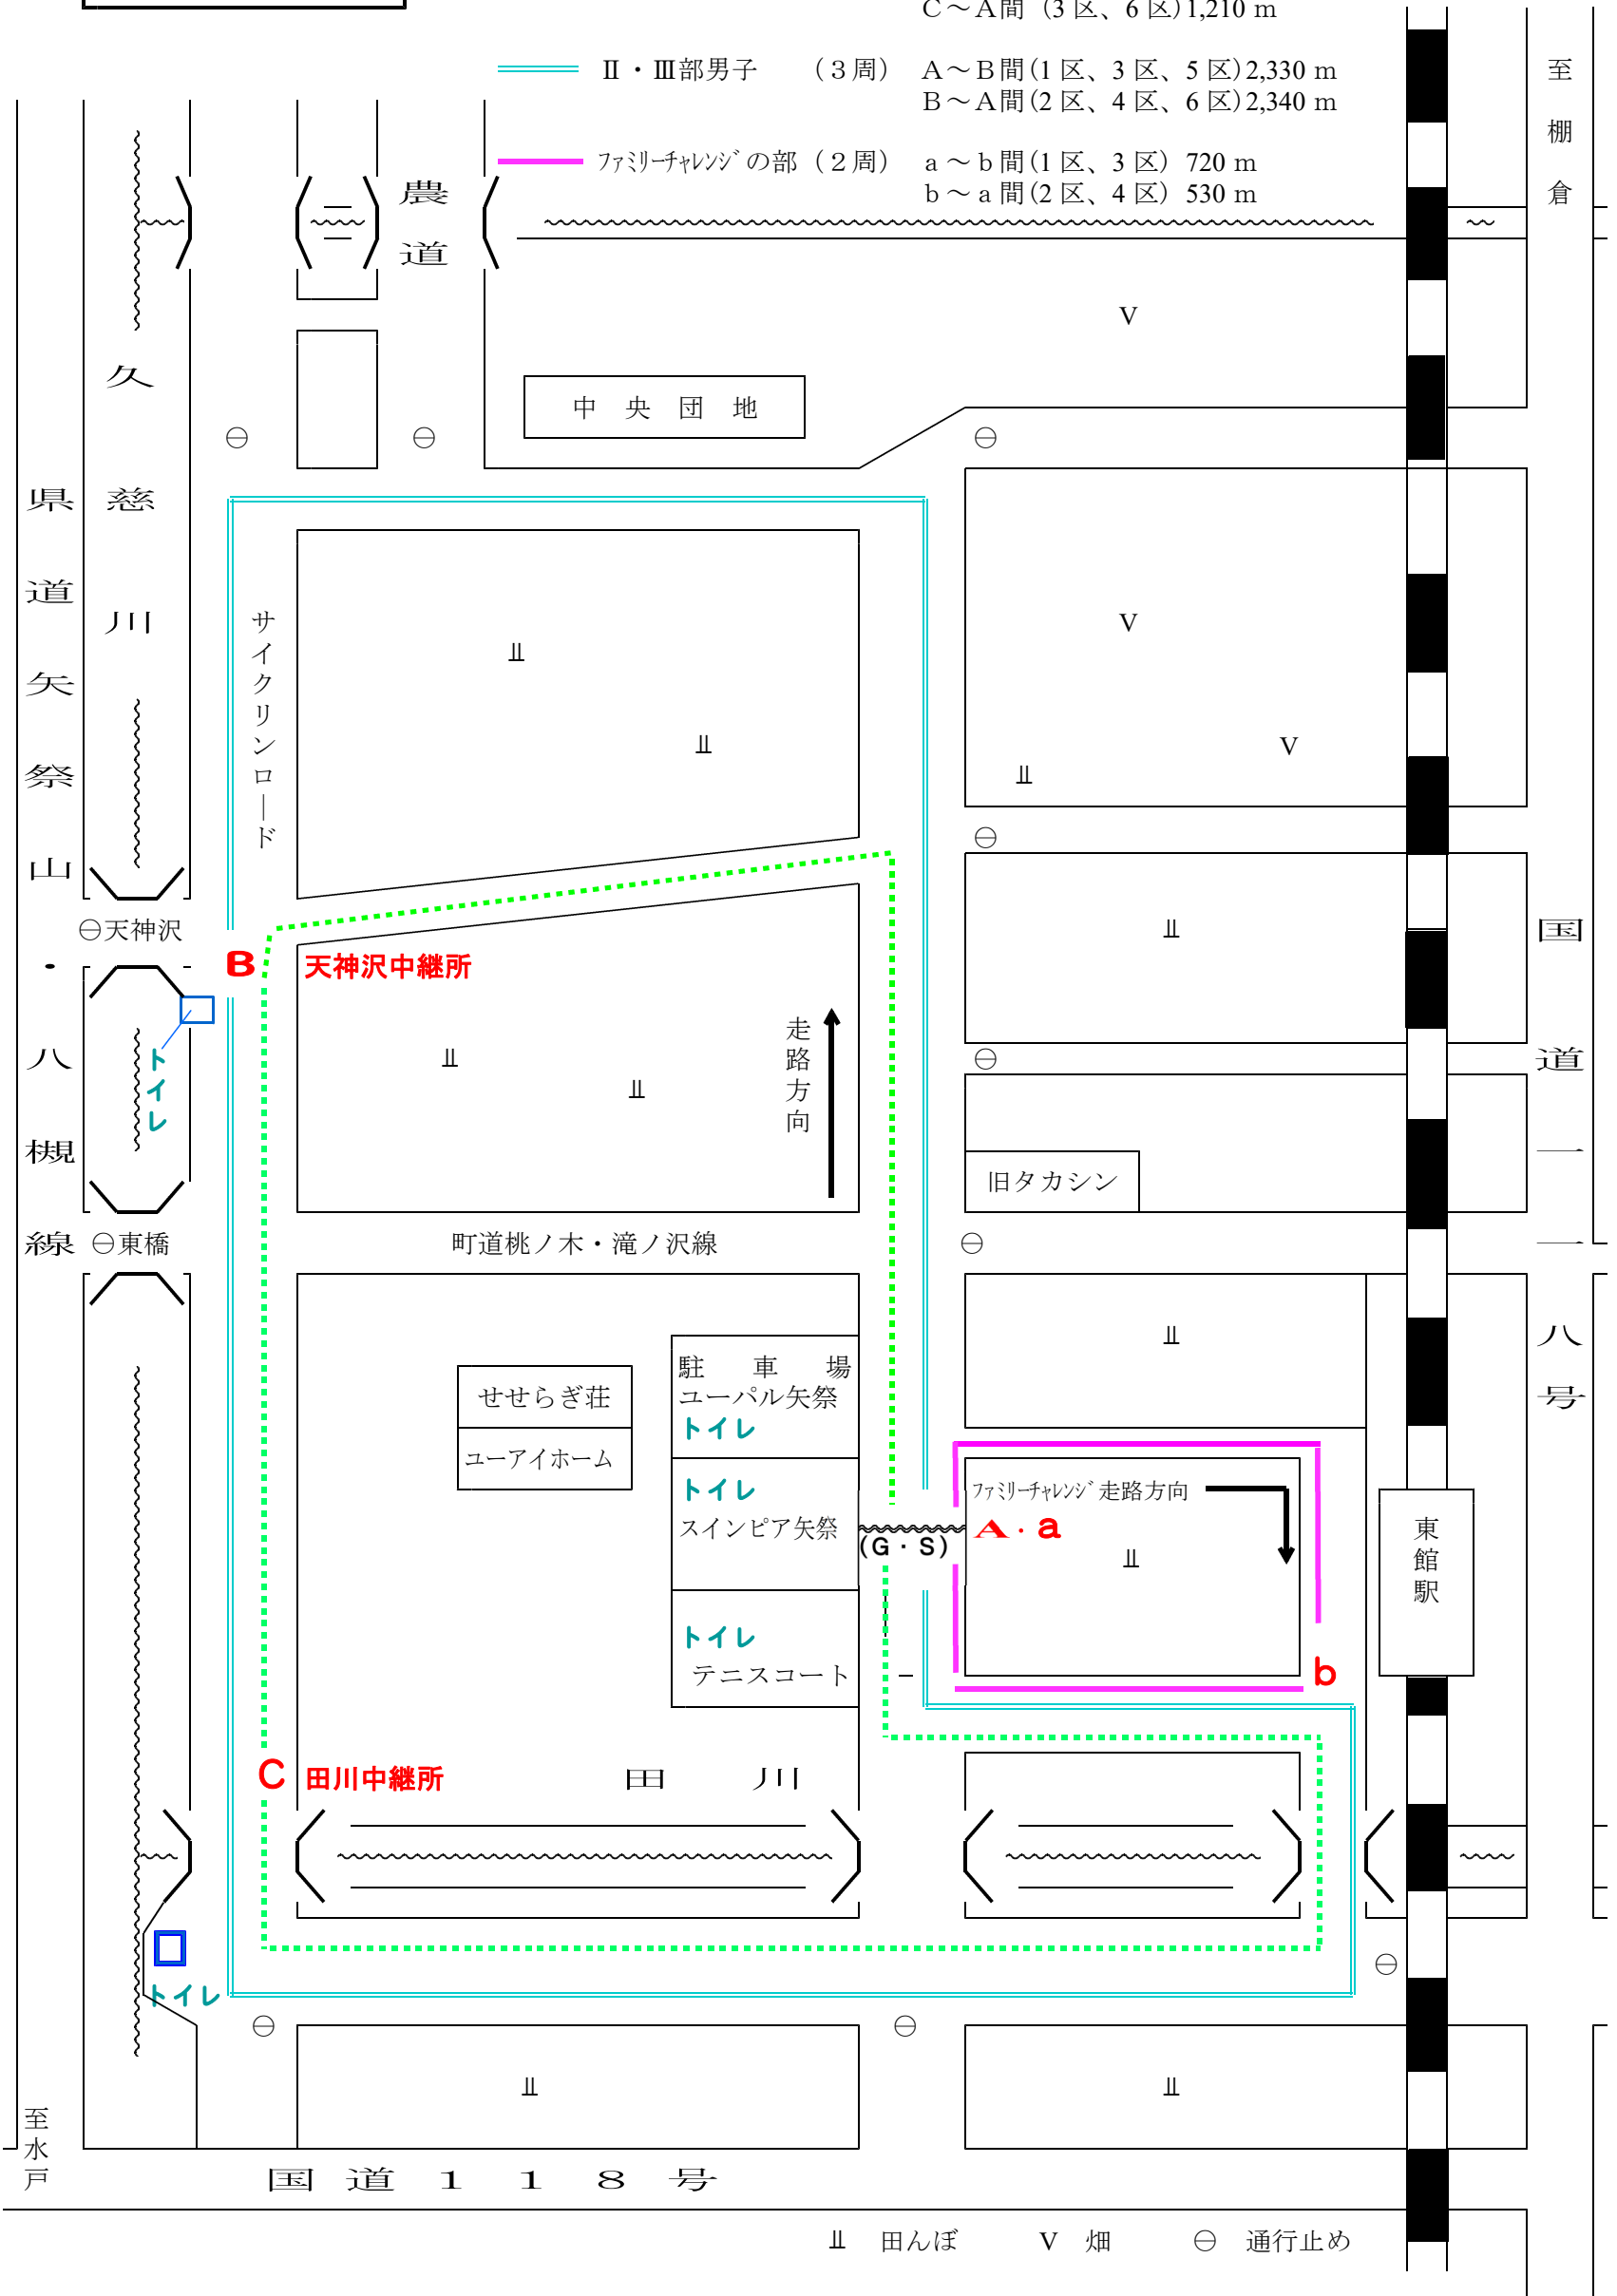 C～A間（3区、6区）1,210 m
Ⅱ・Ⅲ部男子　（３周）　A～B間（1区、3区、5区）2,330 m
B～A間（2区、4区、6区）2,340 m
ﾌｧﾐﾘｰﾁｬﾚﾝｼﾞの部（２周）　a～b間（1区、3区）720 m
b～a間（2区、4区）530 m
至棚倉
農道
V
久慈川
中央団地
⊖
⊖
⊖
県道矢祭山・八槻線
サイクリンロード
V
V
⊖
⊖天神沢
国道一一八号
B　天神沢中継所
トイレ
走路方向
⊖
旧タカシン
⊖東橋
町道桃ノ木・滝ノ沢線
⊖
駐車場
ユーパル矢祭
トイレ
せせらぎ荘
ユーアイホーム
トイレ
スインピア矢祭
ﾌｧﾐﾘｰﾁｬﾚﾝｼﾞ走路方向
A・a
(G・S)
東館駅
トイレ
テニスコート
b
C　田川中継所
田川
⊖
トイレ
⊖
⊖
至水戸
国道１１８号
⫫　田んぼ　V　畑　⊖　通行止め